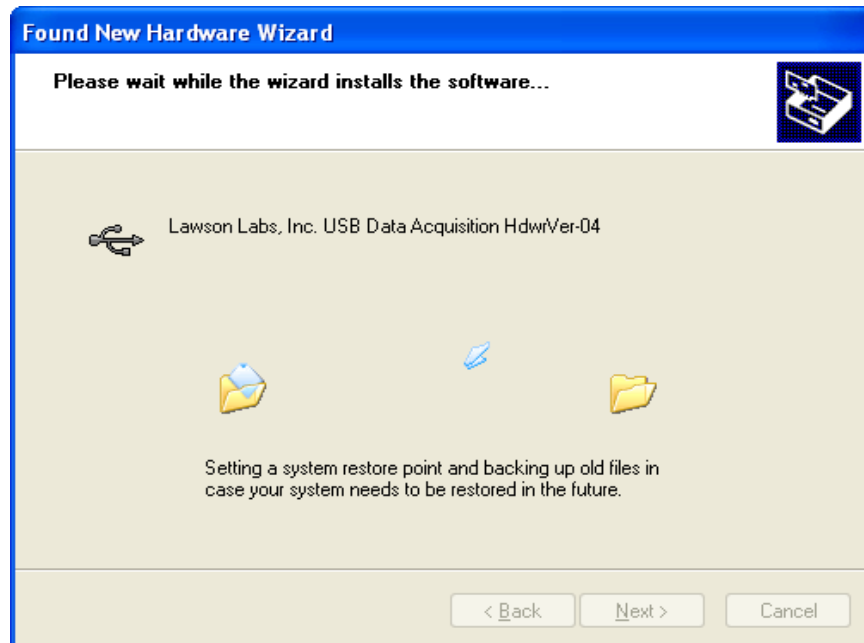 Found New Hardware Wizard
Please wait while the wizard installs the software...
Lawson Labs, Inc. USB Data Acquisition HdwrVer-04
Setting a system restore point and backing up old files in
case your system needs to be restored in the future.
< Back Next > Cancel